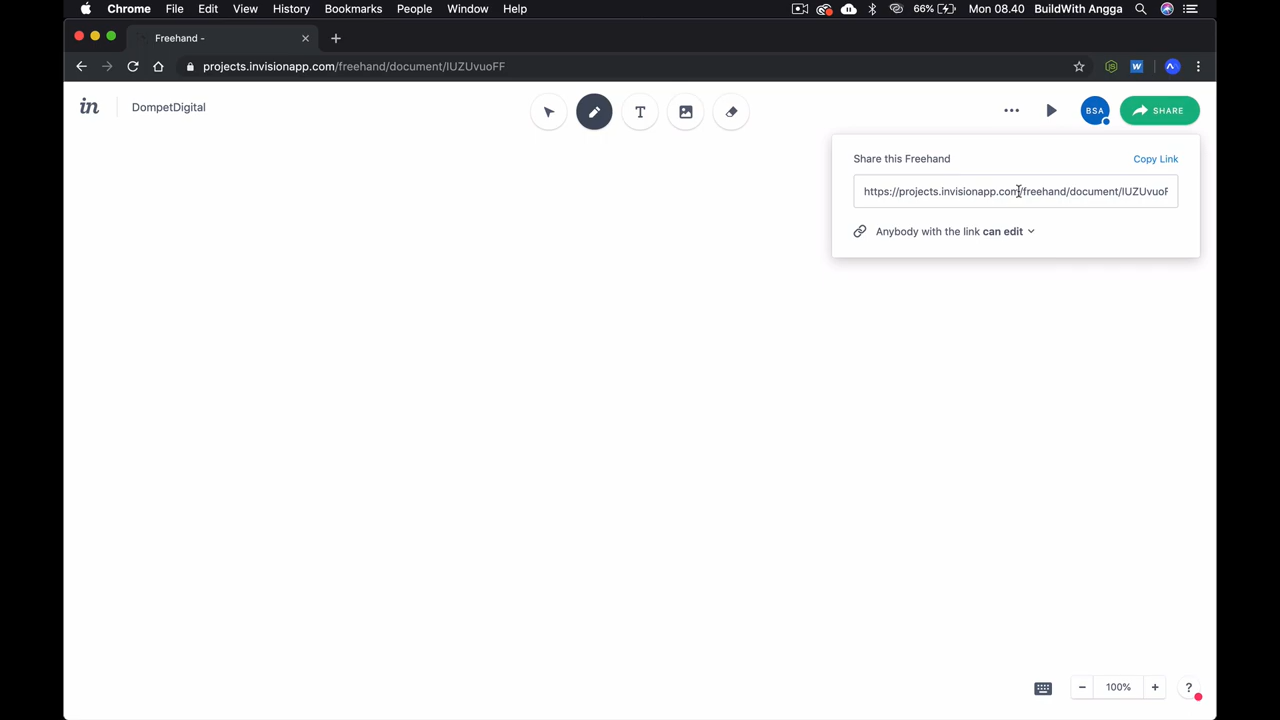 Chrome File Edit View History Bookmarks People Window Help 66% Mon 08.40 BuildWith Angga
Freehand -
projects.invisionapp.com/freehand/document/IUZUvuoFF
in DompetDigital T BSA SHARE
Share this Freehand Copy Link
https://projects.invisionapp.com/freehand/document/IUZUvuoF
Anybody with the link can edit
− 100% + ?